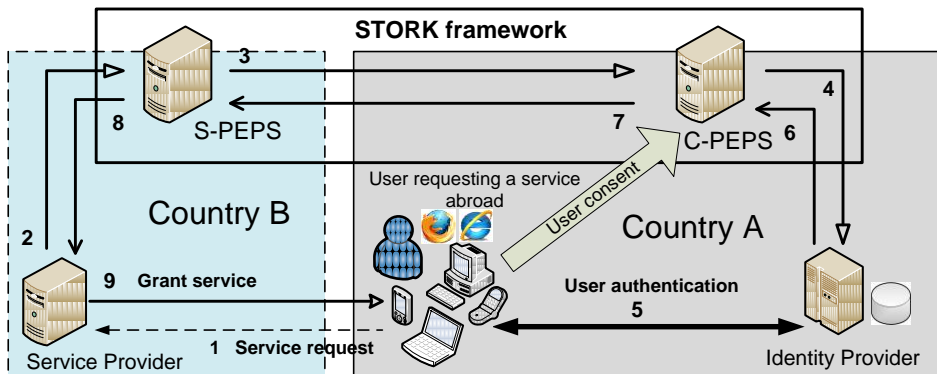 STORK framework
3
4
8
S-PEPS
7
6
C-PEPS
User requesting a service
abroad
User consent
Country B
Country A
2
9 Grant service
User authentication
5
1 Service request
Service Provider
Identity Provider